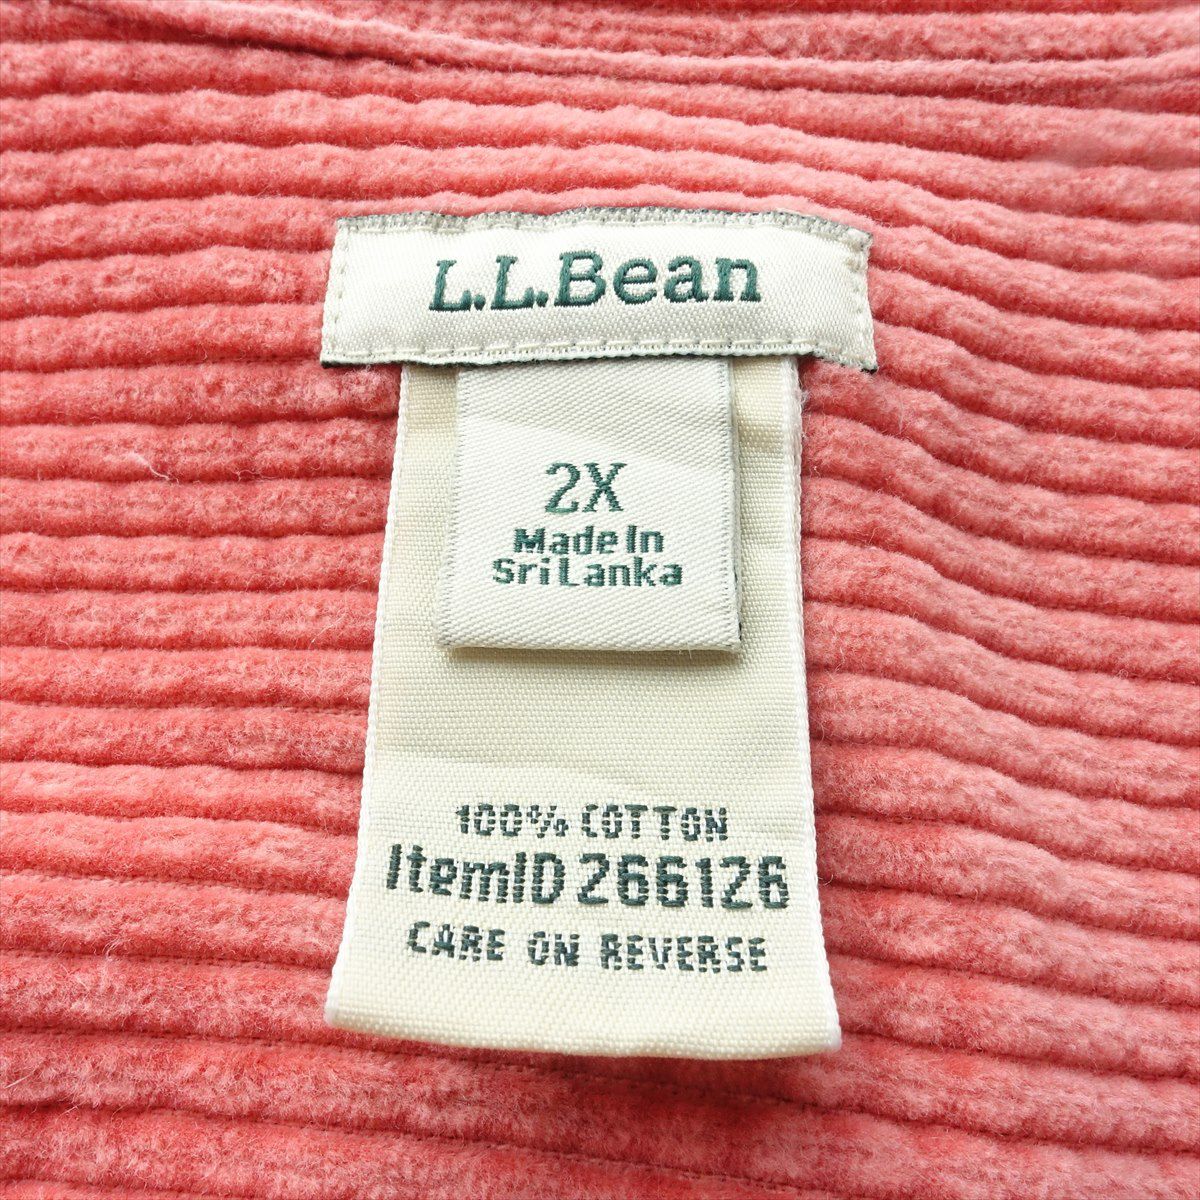 L.L.Bean
2X
Made In
Sri Lanka
100% COTTON
ItemID 266126
CARE ON REVERSE